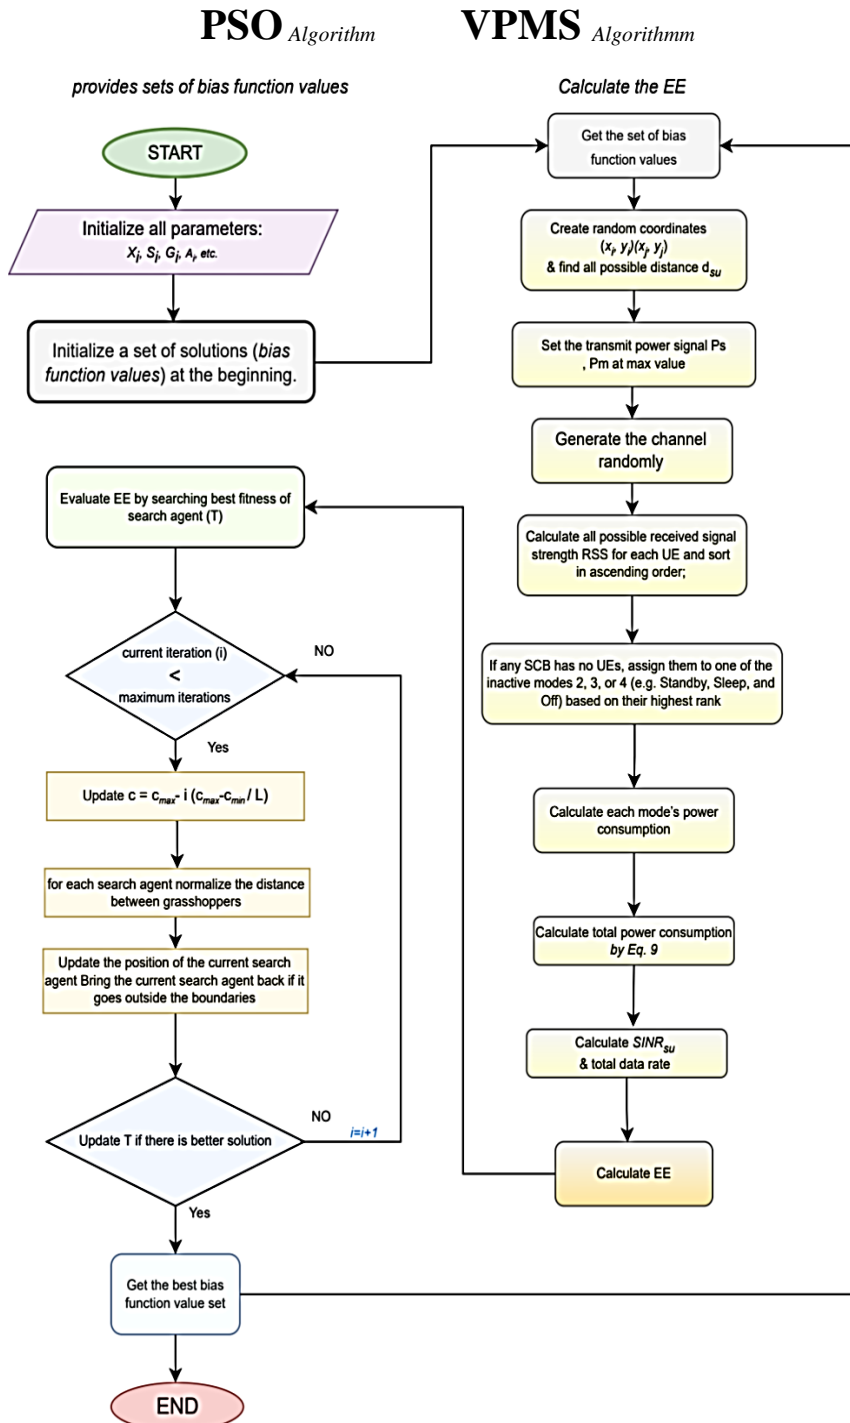 PSO Algorithm
VPMS Algorithmm
provides sets of bias function values
START
Initialize all parameters:
Xi, Si, Gi, Ai, etc.
Initialize a set of solutions (bias
function values) at the beginning.
Evaluate EE by searching best fitness of
search agent (T)
current iteration (i)
<
maximum iterations
NO
Yes
Update c = cmax- i (cmax-cmin / L)
for each search agent normalize the distance
between grasshoppers
Update the position of the current search
agent Bring the current search agent back if it
goes outside the boundaries
Update T if there is better solution
NO
i=i+1
Yes
Get the best bias
function value set
END
Calculate the EE
Get the set of bias
function values
Create random coordinates
(xi, yi)(xj, yj)
& find all possible distance dsu
Set the transmit power signal Ps
, Pm at max value
Generate the channel
randomly
Calculate all possible received signal
strength RSS for each UE and sort
in ascending order;
If any SCB has no UEs, assign them to one of the
inactive modes 2, 3, or 4 (e.g. Standby, Sleep, and
Off) based on their highest rank
Calculate each mode's power
consumption
Calculate total power consumption
by Eq. 9
Calculate SINRsu
& total data rate
Calculate EE